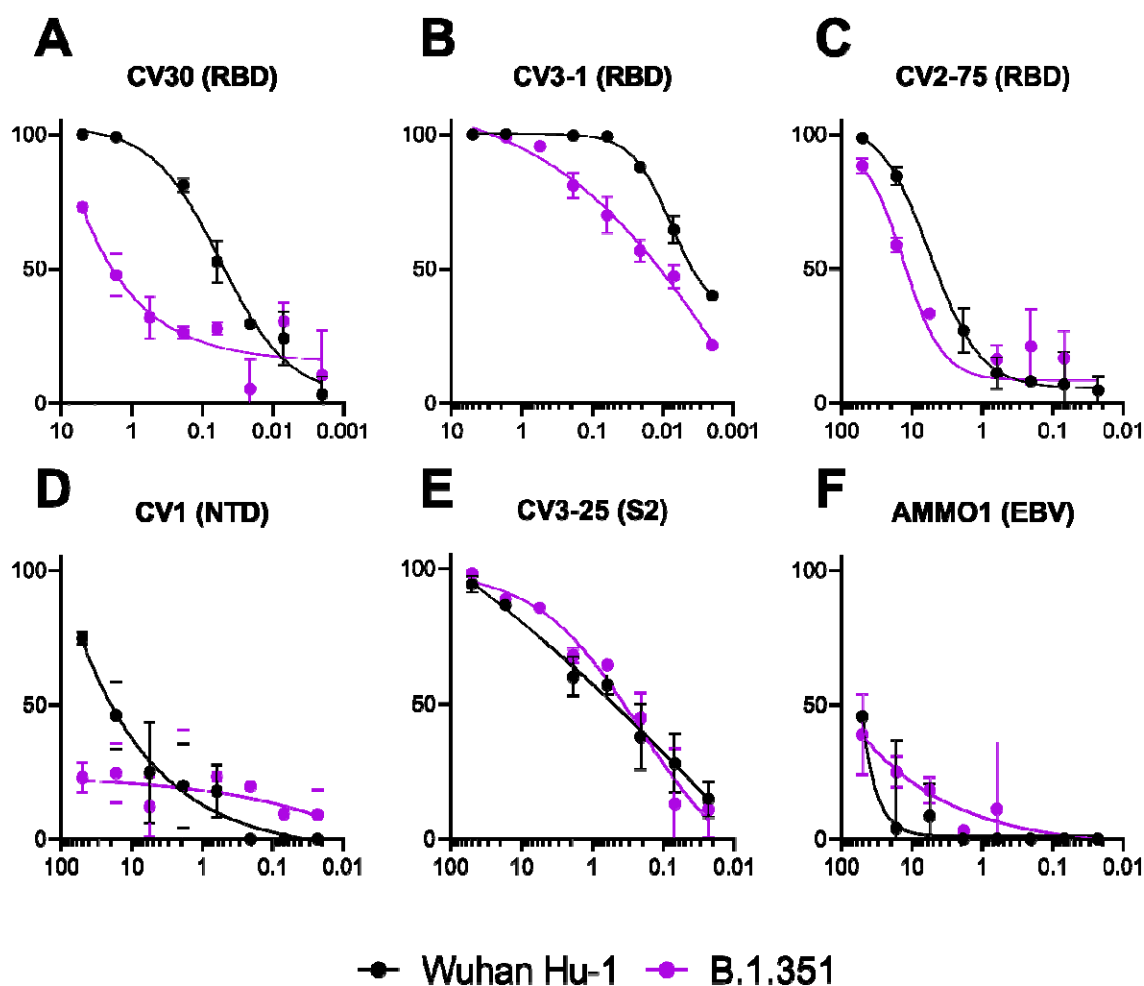 A B C
CV30 (RBD) CV3-1 (RBD) CV2-75 (RBD)
100 100 100
50 50 50
0 0 0
10 1 0.1 0.01 0.001 10 1 0.1 0.01 0.001 100 10 1 0.1 0.01
D E F
CV1 (NTD) CV3-25 (S2) AMMO1 (EBV)
100 100 100
50 50 50
0 0 0
100 10 1 0.1 0.01 100 10 1 0.1 0.01 100 10 1 0.1 0.01
Wuhan Hu-1 B.1.351